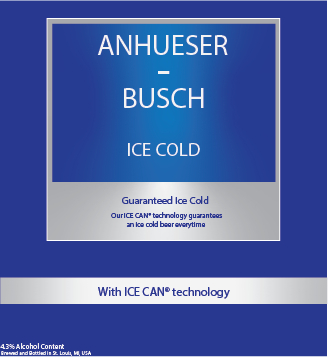 ANHUESER
–
BUSCH
ICE COLD
Guaranteed Ice Cold
Our ICE CAN® technology guarantees
an ice cold beer everytime
With ICE CAN® technology
4.3% Alcohol Content
Brewed and Bottled in St. Louis, MI, USA